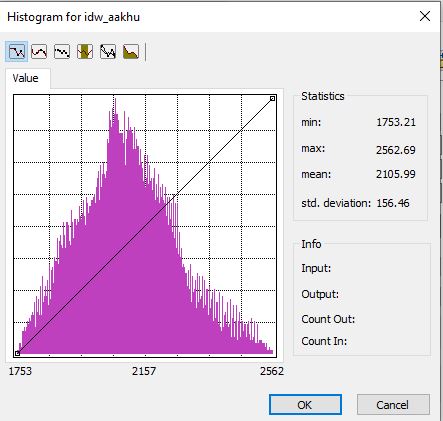 Histogram for idw_aakhu
Value
Statistics
min: 1753.21
max: 2562.69
mean: 2105.99
std. deviation: 156.46
Info
Input:
Output:
Count Out:
Count In:
1753 2157 2562
OK Cancel